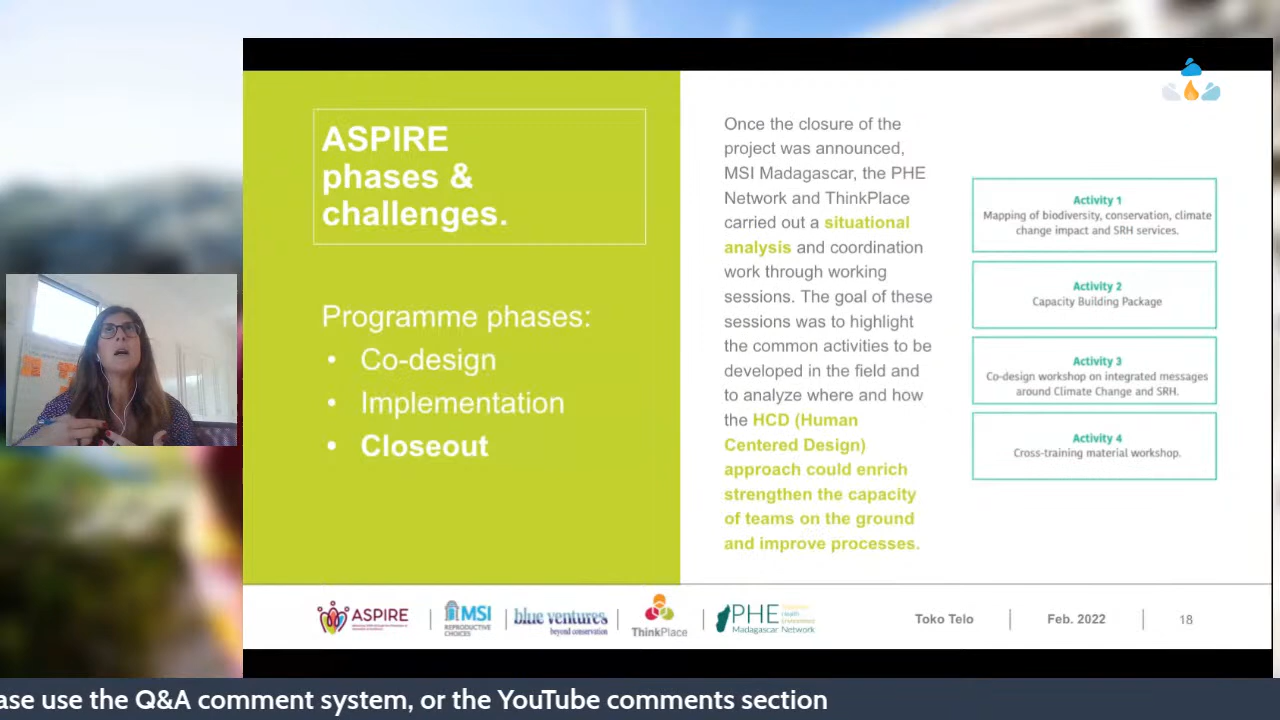 ASPIRE
phases &
challenges.
Programme phases:
• Co-design
• Implementation
• Closeout
Once the closure of the
project was announced,
MSI Madagascar, the PHE
Network and ThinkPlace
carried out a situational
analysis and coordination
work through working
sessions. The goal of these
sessions was to highlight
the common activities to be
developed in the field and
to analyze where and how
the HCD (Human
Centered Design)
approach could enrich
strengthen the capacity
of teams on the ground
and improve processes.
Activity 1
Mapping of biodiversity, conservation, climate
change impact and SRH services.
Activity 2
Capacity Building Package
Activity 3
Co-design workshop on integrated messages
around Climate Change and SRH.
Activity 4
Cross-training material workshop.
ASPIRE
MSI
REPRODUCTIVE
CHOICES
blue ventures
beyond conservation
ThinkPlace
PHE
Health
Madagascar Network
Toko Telo
Feb. 2022
18
ase use the Q&A comment system, or the YouTube comments section